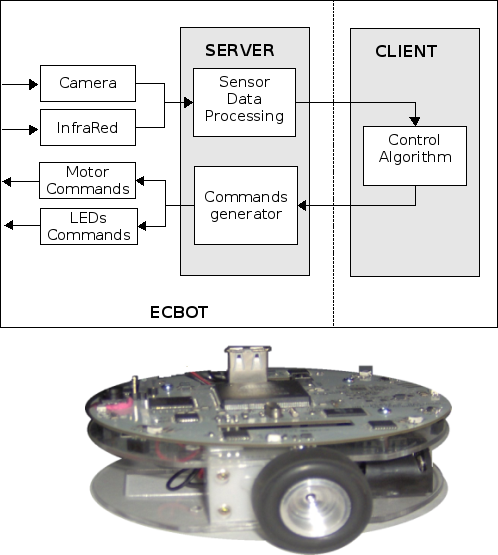 SERVER
CLIENT
Camera
InfraRed
Sensor
Data
Processing
Control
Algorithm
Motor
Commands
LEDs
Commands
Commands
generator
ECBOT